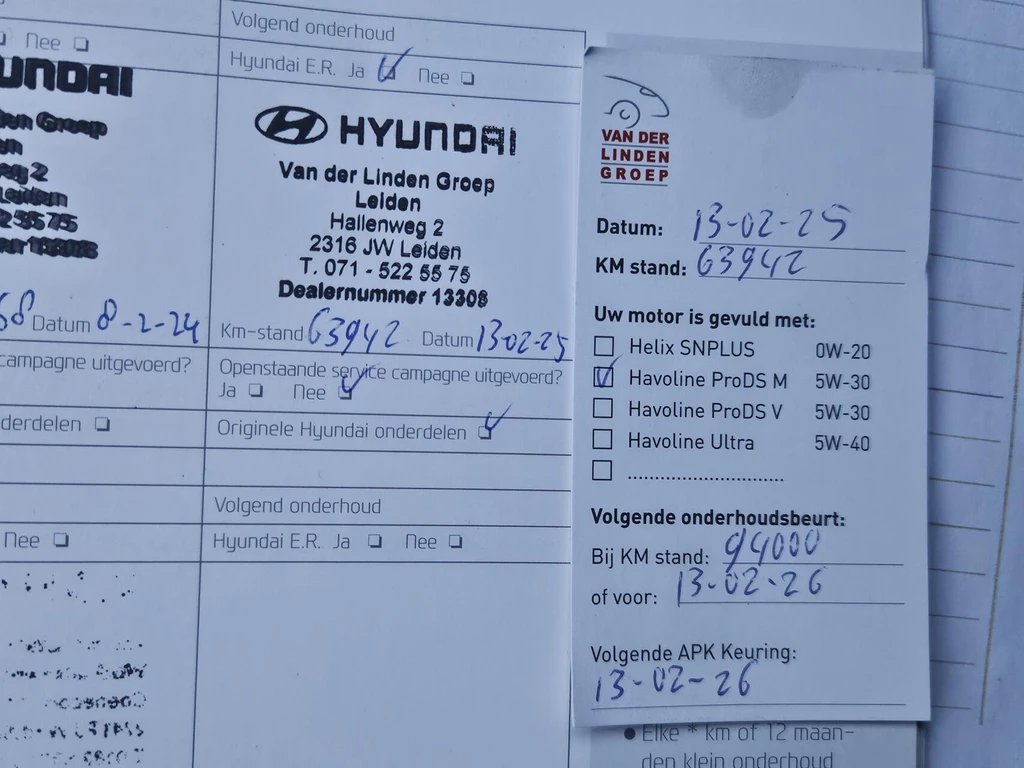 Nee ☐
UNDAI
Groep
2
Leiden
Datum 8-2-24
campagne uitgevoerd?
derdelen ☐
Nee ☐
Volgend onderhoud
Hyundai E.R. Ja ☑ Nee ☐
HYUNDAI
Van der Linden Groep
Leiden
Hallenweg 2
2316 JW Leiden
T. 071 - 522 55 75
Dealernummer 13308
Km-stand 63942 Datum 13-02-25
Openstaande service campagne uitgevoerd?
Ja ☐ Nee ☑
Originele Hyundai onderdelen ☑
Volgend onderhoud
Hyundai E.R. Ja ☐ Nee ☐
VAN DER
LINDEN
GROEP
Datum: 13-02-25
KM stand: 63942
Uw motor is gevuld met:
☐ Helix SNPLUS 0W-20
☑ Havoline ProDS M 5W-30
☐ Havoline ProDS V 5W-30
☐ Havoline Ultra 5W-40
☐ ..............................
Volgende onderhoudsbeurt:
Bij KM stand: 94000
of voor: 13-02-26
Volgende APK Keuring:
13-02-26
• Elke * km of 12 maan-
den klein onderhoud